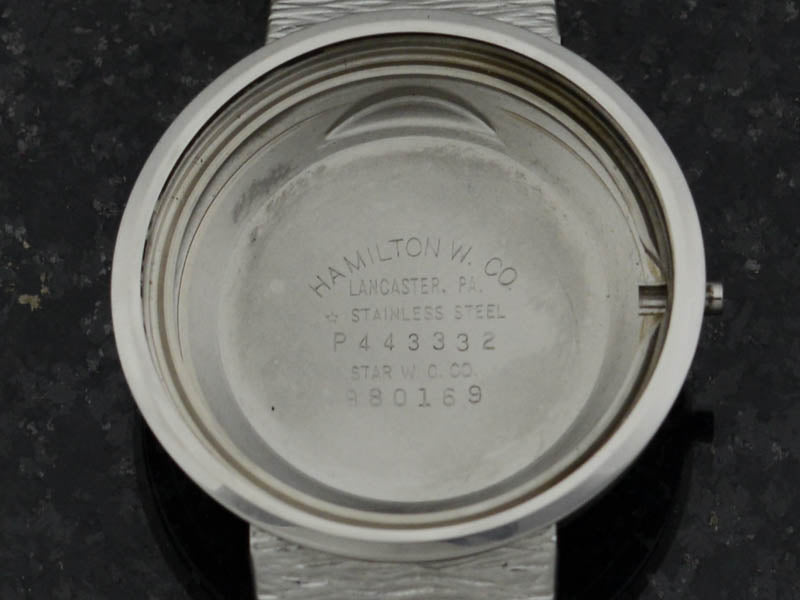 HAMILTON W. CO.
LANCASTER, PA.
☆ STAINLESS STEEL
P443332
STAR W. C. CO.
980169